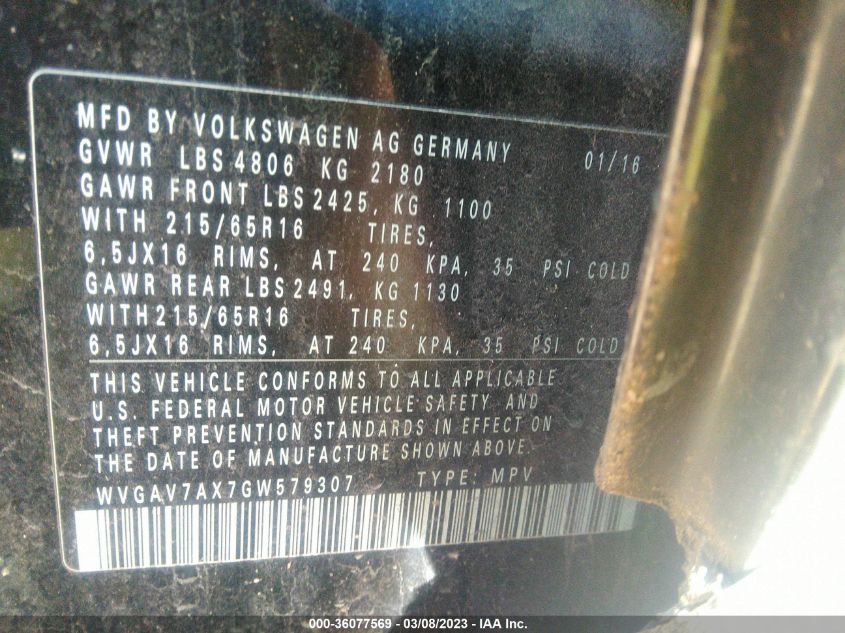 MFD BY VOLKSWAGEN AG GERMANY 01/16
GVWR LBS 4806 KG 2180
GAWR FRONT LBS 2425, KG 1100
WITH 215/65R16 TIRES,
6,5JX16 RIMS, AT 240 KPA, 35 PSI COLD
GAWR REAR LBS 2491, KG 1130
WITH 215/65R16 TIRES,
6,5JX16 RIMS, AT 240 KPA, 35 PSI COLD
THIS VEHICLE CONFORMS TO ALL APPLICABLE
U.S. FEDERAL MOTOR VEHICLE SAFETY, AND
THEFT PREVENTION STANDARDS IN EFFECT ON
THE DATE OF MANUFACTURE SHOWN ABOVE.
WVGAV7AX7GW579307 TYPE: MPV
000-36077569 - 03/08/2023 - IAA Inc.